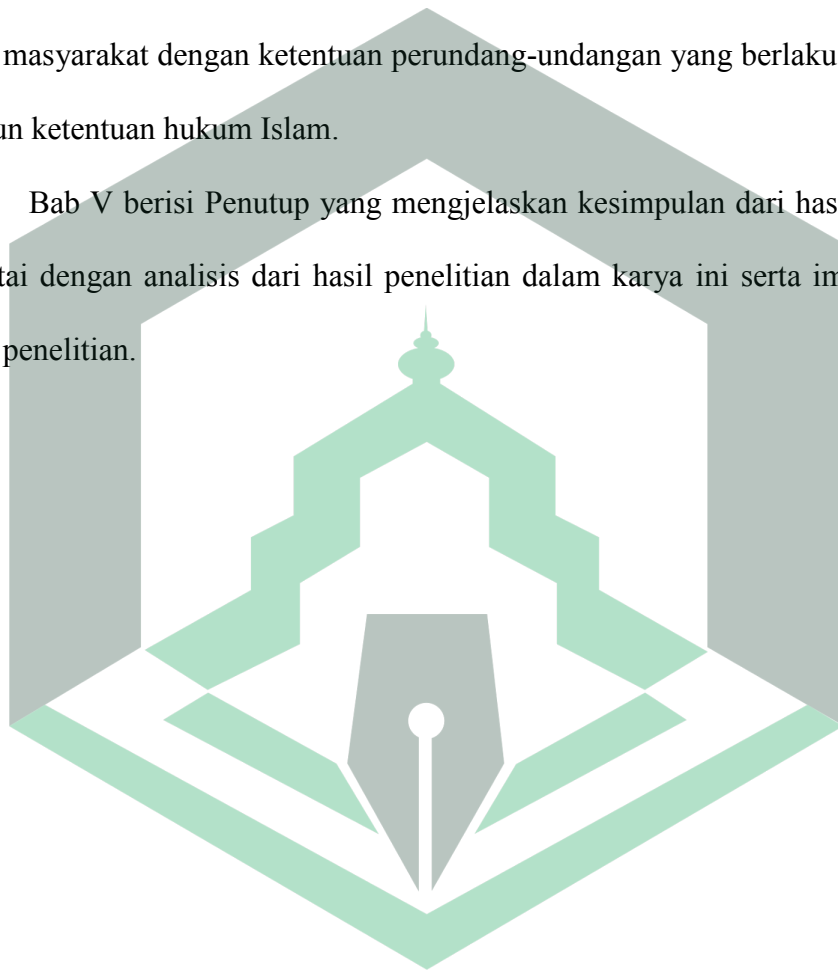 masyarakat dengan ketentuan perundang-undangan yang berlaku
un ketentuan hukum Islam.
Bab V berisi Penutup yang mengjelaskan kesimpulan dari has
tai dengan analisis dari hasil penelitian dalam karya ini serta im
penelitian.